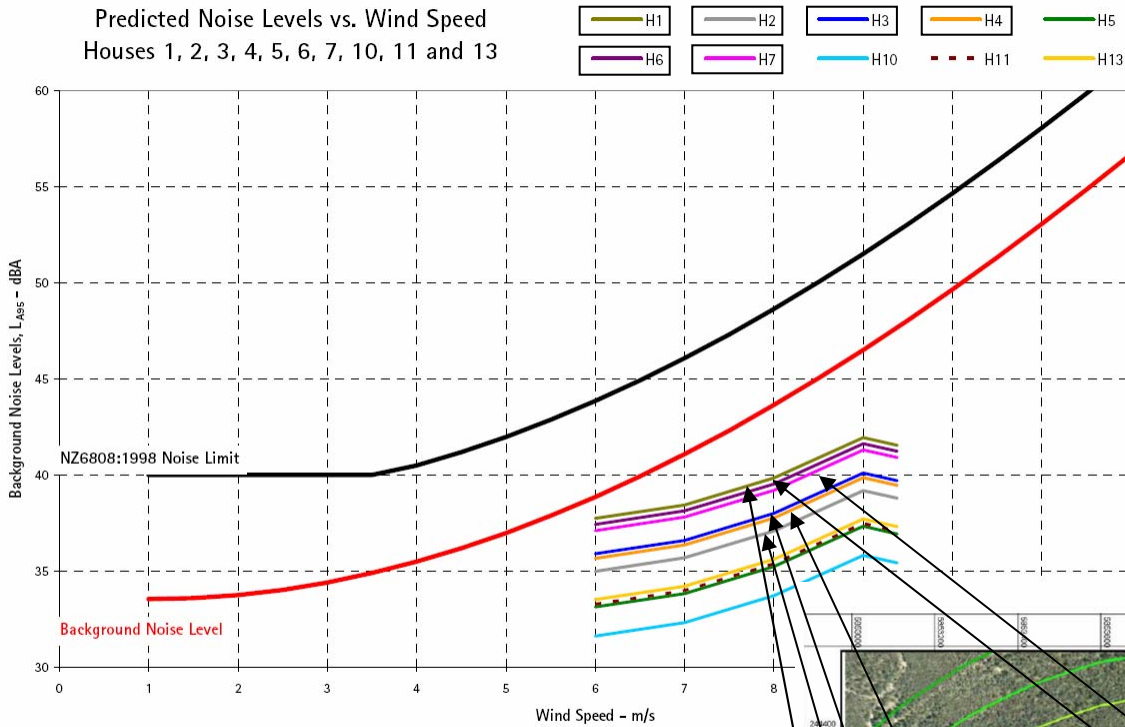 Predicted Noise Levels vs. Wind Speed
Houses 1, 2, 3, 4, 5, 6, 7, 10, 11 and 13
H1 H2 H3 H4 H5
H6 H7 H10 H11 H13
60
55
50
45
40
35
30
Background Noise Levels, LA95 – dBA
NZ6808:1998 Noise Limit
Background Noise Level
0 1 2 3 4 5 6 7 8
Wind Speed – m/s